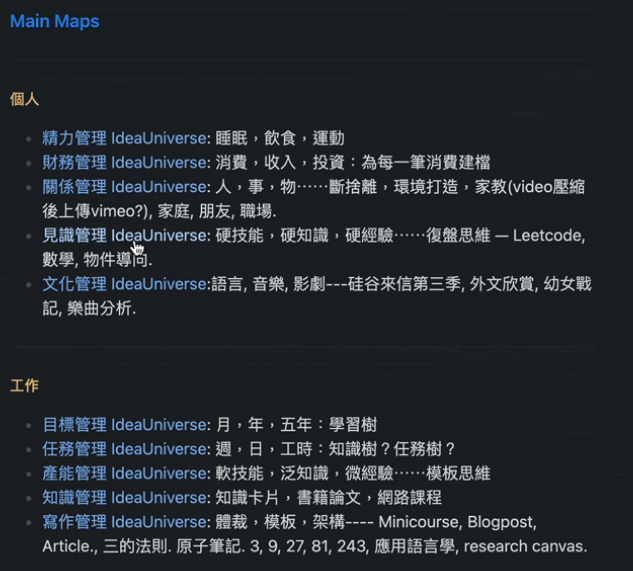 Main Maps
個人
精力管理 IdeaUniverse: 睡眠，飲食，運動
財務管理 IdeaUniverse: 消費，收入，投資：為每一筆消費建檔
關係管理 IdeaUniverse: 人，事，物⋯⋯斷捨離，環境打造，家教(video壓縮
後上傳vimeo?), 家庭, 朋友, 職場.
見識管理 IdeaUniverse: 硬技能，硬知識，硬經驗⋯⋯復盤思維 — Leetcode,
數學, 物件導向.
文化管理 IdeaUniverse:語言, 音樂, 影劇---硅谷來信第三季, 外文欣賞, 幼女戰
記, 樂曲分析.
工作
目標管理 IdeaUniverse: 月，年，五年：學習樹
任務管理 IdeaUniverse: 週，日，工時：知識樹？任務樹？
產能管理 IdeaUniverse: 軟技能，泛知識，微經驗⋯⋯模板思維
知識管理 IdeaUniverse: 知識卡片，書籍論文，網路課程
寫作管理 IdeaUniverse: 體裁，模板，架構---- Minicourse, Blogpost,
Article., 三的法則. 原子筆記. 3, 9, 27, 81, 243, 應用語言學, research canvas.